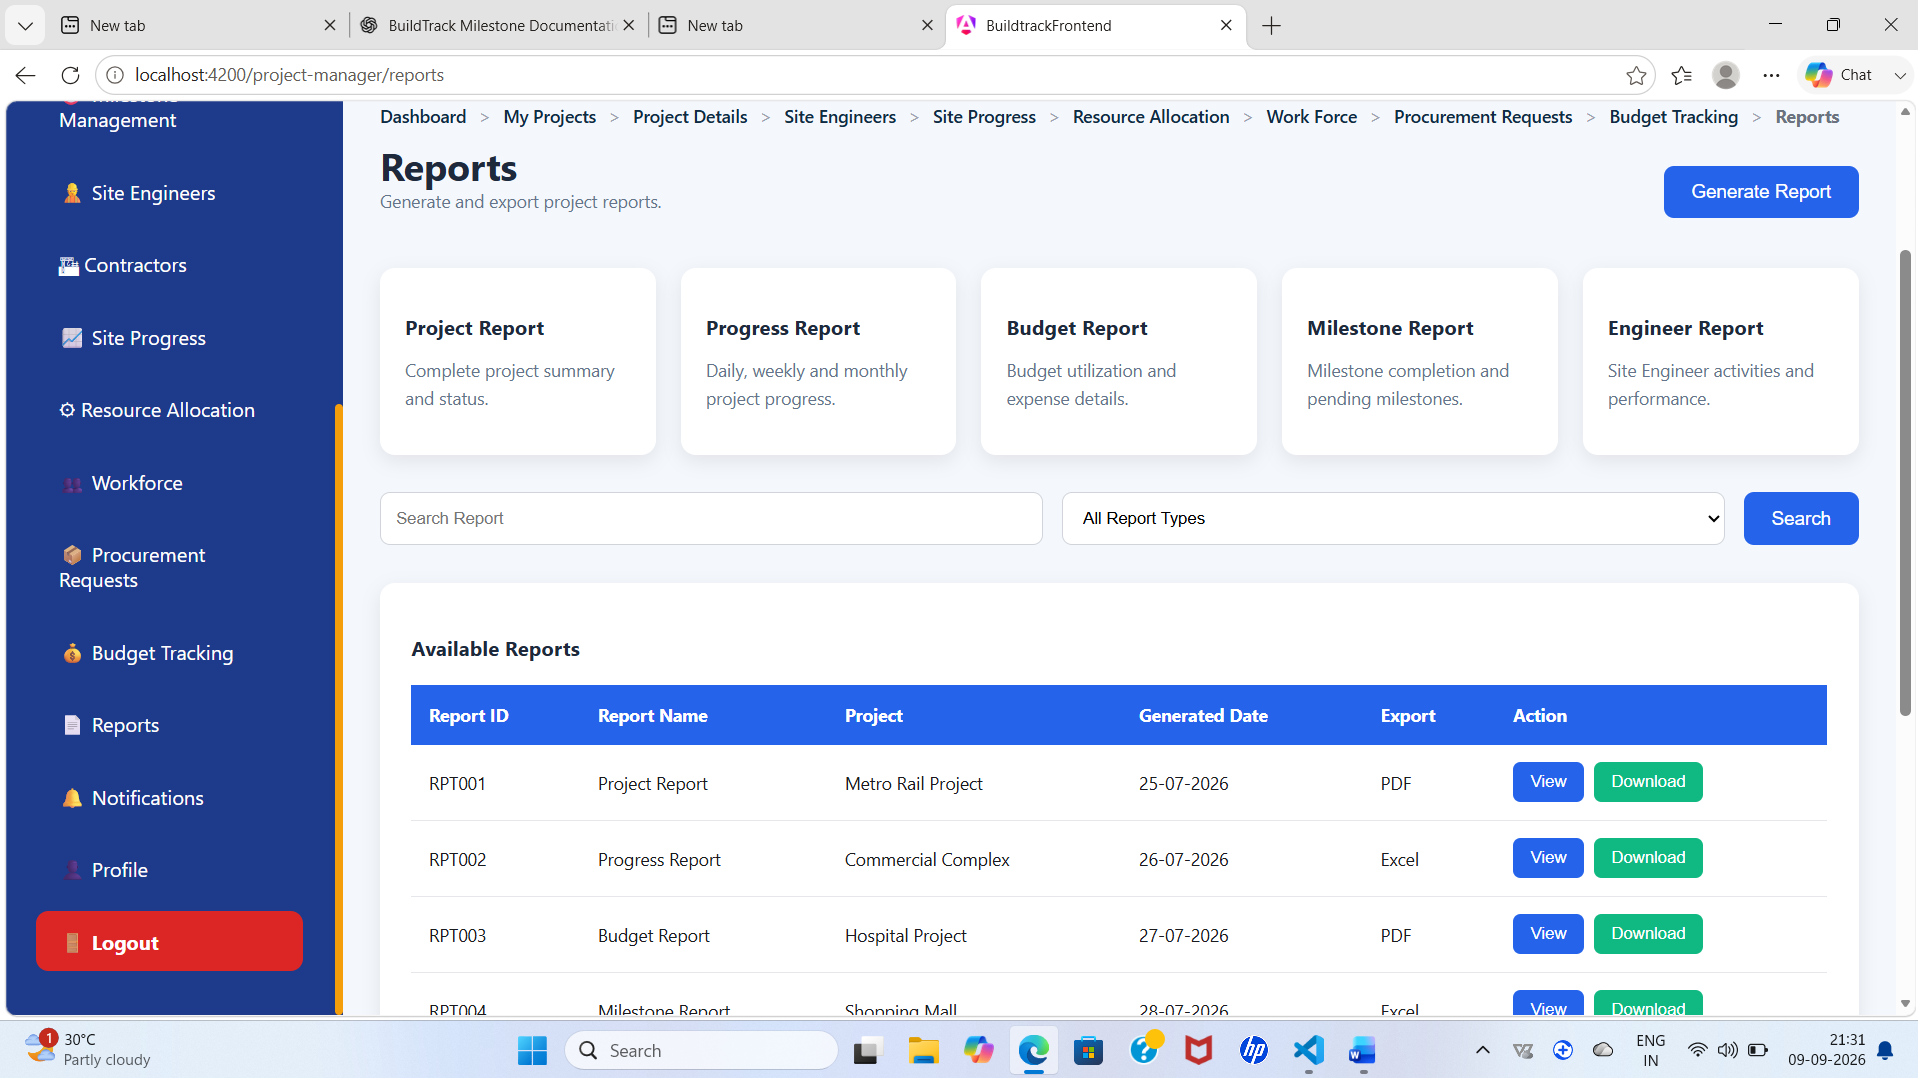 New tab
BuildTrack Milestone Documentati
New tab
BuildtrackFrontend
localhost:4200/project-manager/reports
Chat
Management
Site Engineers
Contractors
Site Progress
Resource Allocation
Workforce
Procurement
Requests
Budget Tracking
Reports
Notifications
Profile
Logout
Dashboard > My Projects > Project Details > Site Engineers > Site Progress > Resource Allocation > Work Force > Procurement Requests > Budget Tracking > Reports
Reports
Generate and export project reports.
Generate Report
Project Report
Complete project summary
and status.
Progress Report
Daily, weekly and monthly
project progress.
Budget Report
Budget utilization and
expense details.
Milestone Report
Milestone completion and
pending milestones.
Engineer Report
Site Engineer activities and
performance.
Search Report
All Report Types
Search
Available Reports
Report ID Report Name Project Generated Date Export Action
RPT001 Project Report Metro Rail Project 25-07-2026 PDF View Download
RPT002 Progress Report Commercial Complex 26-07-2026 Excel View Download
RPT003 Budget Report Hospital Project 27-07-2026 PDF View Download
RPT004 Milestone Report Shopping Mall 28-07-2026 Excel View Download
1
30°C
Partly cloudy
Search
hp
W
ENG
IN
21:31
09-09-2026